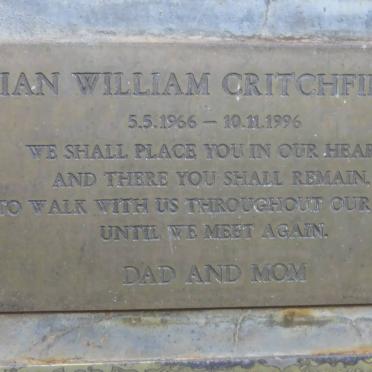 IAN WILLIAM CRITCHFI
5.5.1966 – 10.11.1996
WE SHALL PLACE YOU IN OUR HEAR
AND THERE YOU SHALL REMAIN.
TO WALK WITH US THROUGHOUT OUR
UNTIL WE MEET AGAIN.
DAD AND MOM